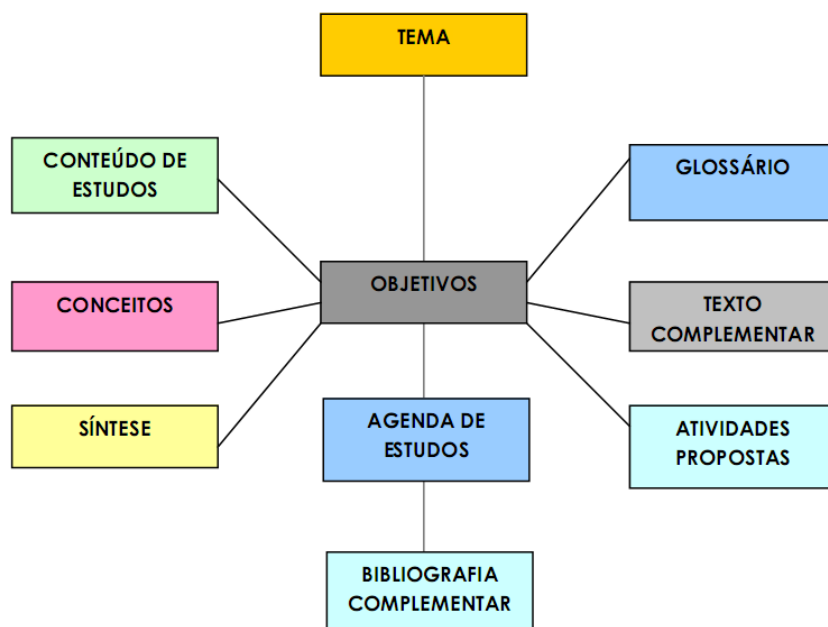 TEMA
CONTEÚDO DE
ESTUDOS
GLOSSÁRIO
OBJETIVOS
CONCEITOS
TEXTO
COMPLEMENTAR
SÍNTESE
AGENDA DE
ESTUDOS
ATIVIDADES
PROPOSTAS
BIBLIOGRAFIA
COMPLEMENTAR